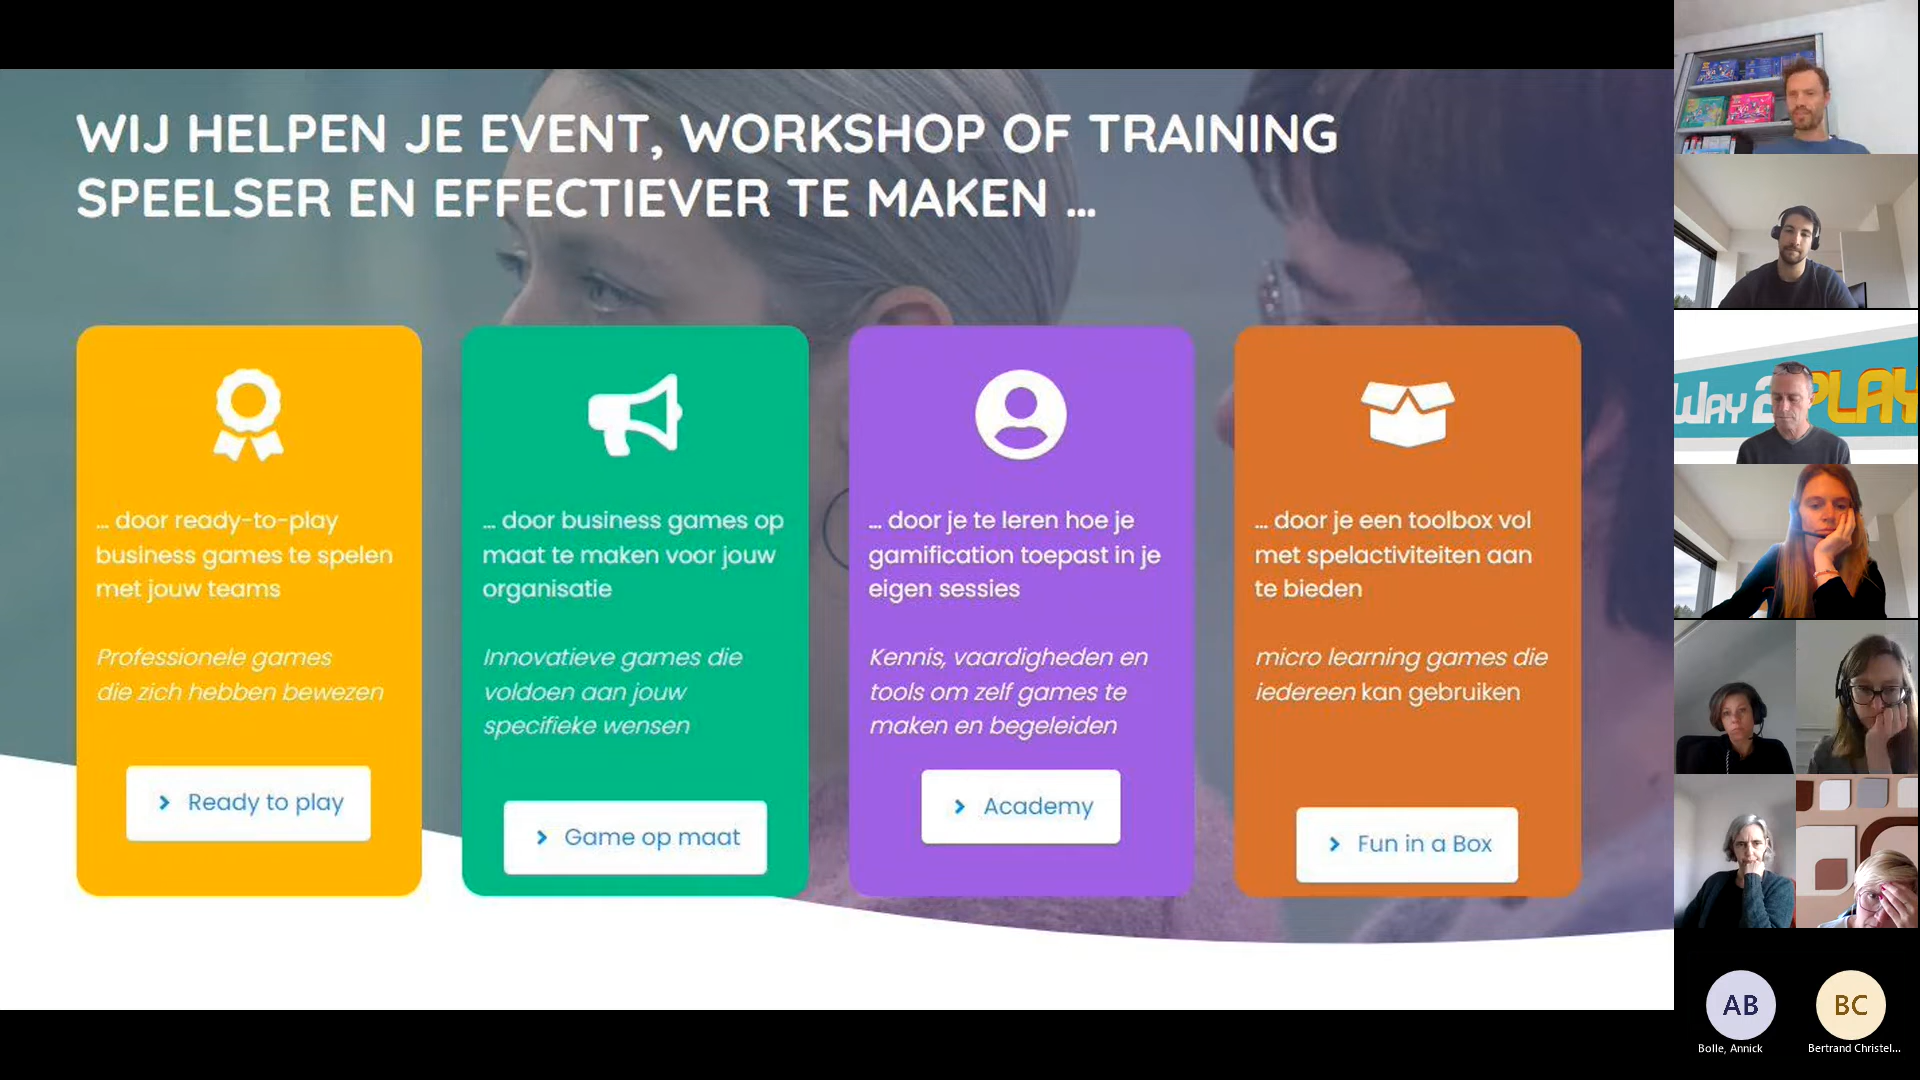 WIJ HELPEN JE EVENT, WORKSHOP OF TRAINING
SPEELSER EN EFFECTIEVER TE MAKEN ...
... door ready-to-play
business games te spelen
met jouw teams
Professionele games
die zich hebben bewezen
Ready to play
... door business games op
maat te maken voor jouw
organisatie
Innovatieve games die
voldoen aan jouw
specifieke wensen
Game op maat
... door je te leren hoe je
gamification toepast in je
eigen sessies
Kennis, vaardigheden en
tools om zelf games te
maken en begeleiden
Academy
... door je een toolbox vol
met spelactiviteiten aan
te bieden
micro learning games die
iedereen kan gebruiken
Fun in a Box
WAY 2 PLAY
AB
Bolle, Annick
BC
Bertrand Christel...